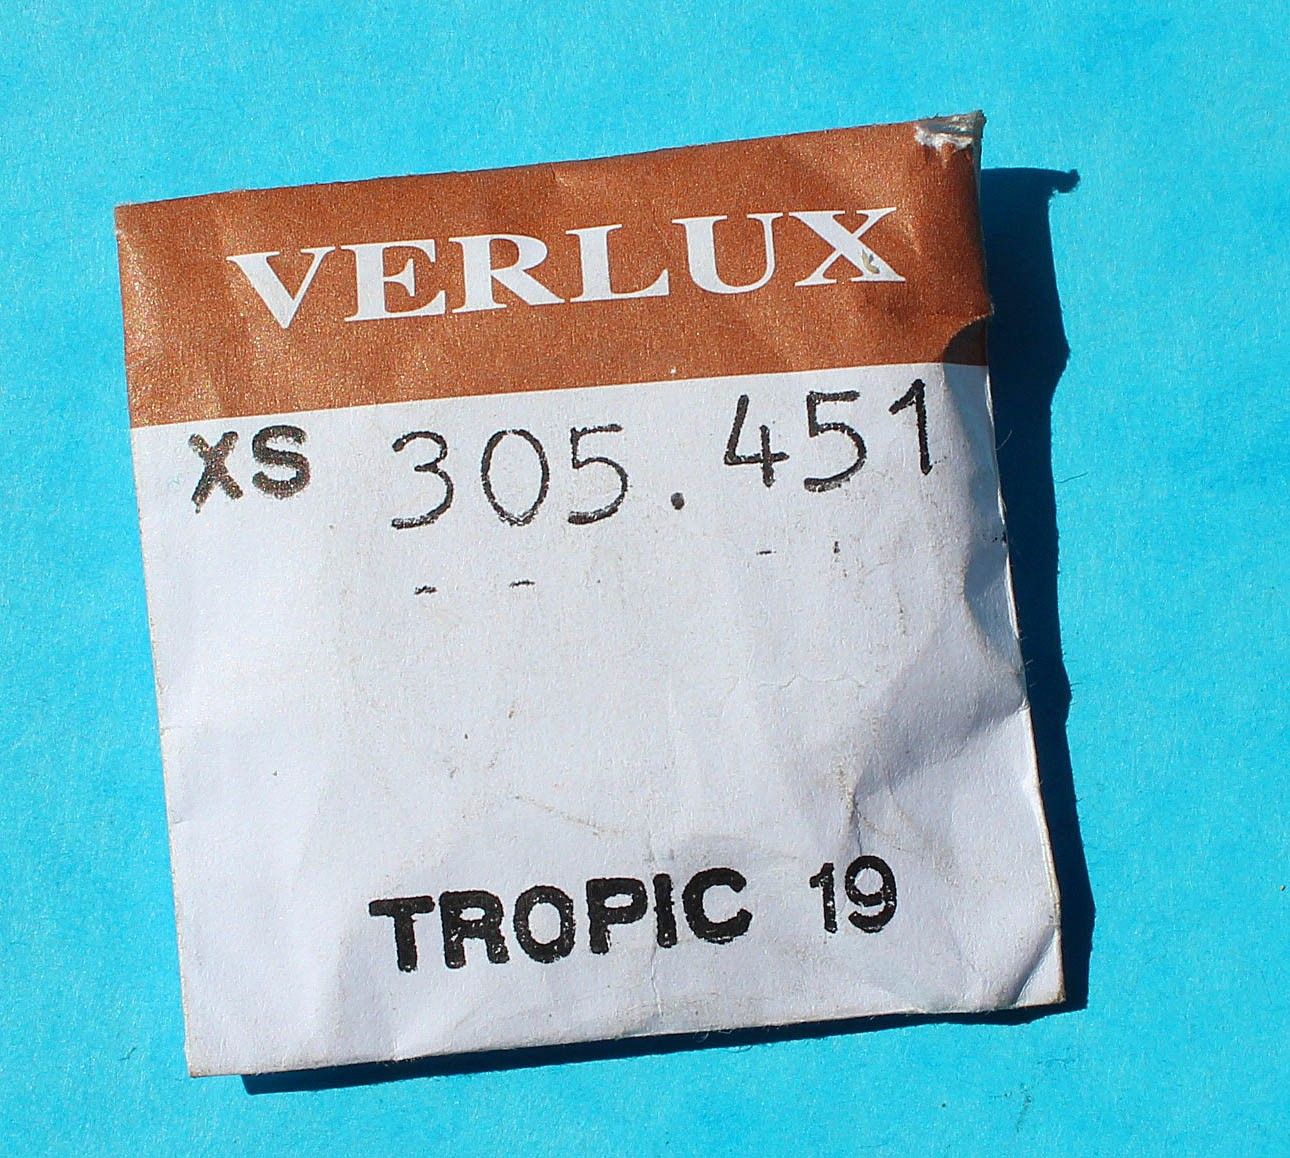 VERLUX
XS 305.451
TROPIC 19